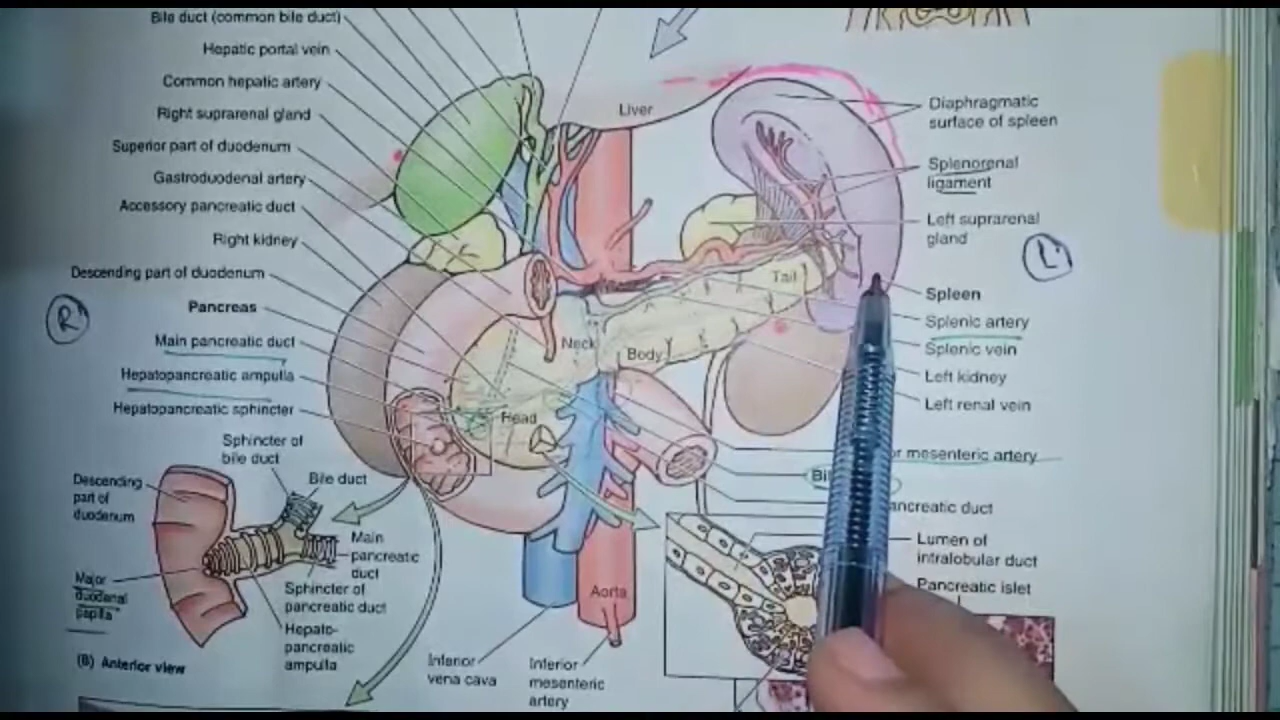 Bile duct (common bile duct)
Hepatic portal vein
Common hepatic artery
Right suprarenal gland
Superior part of duodenum
Gastroduodenal artery
Accessory pancreatic duct
Right kidney
Descending part of duodenum
Pancreas
Main pancreatic duct
Hepatopancreatic ampulla
Hepatopancreatic sphincter
R
Liver
Tail
Neck
Body
Head
Aorta
Diaphragmatic
surface of spleen
Splenorenal
ligament
Left suprarenal
gland
L
Spleen
Splenic artery
Splenic vein
Left kidney
Left renal vein
r mesenteric artery
Bil
ancreatic duct
Lumen of
intralobular duct
Pancreatic islet
Sphincter of
bile duct
Bile duct
Descending
part of
duodenum
Main
pancreatic
duct
Major
duodenal
papilla
Sphincter of
pancreatic duct
Hepato-
pancreatic
ampulla
(B) Anterior view
Inferior
vena cava
Inferior
mesenteric
artery